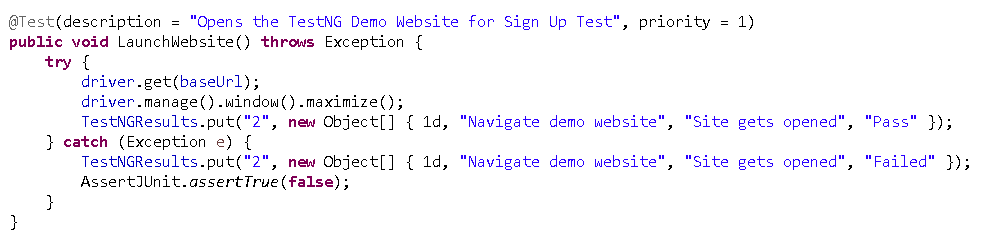 @Test(description = "Opens the TestNG Demo Website for Sign Up Test", priority = 1)
public void LaunchWebsite() throws Exception {
    try {
        driver.get(baseUrl);
        driver.manage().window().maximize();
        TestNGResults.put("2", new Object[] { 1d, "Navigate demo website", "Site gets opened", "Pass" });
    } catch (Exception e) {
        TestNGResults.put("2", new Object[] { 1d, "Navigate demo website", "Site gets opened", "Failed" });
        AssertJUnit.assertTrue(false);
    }
}